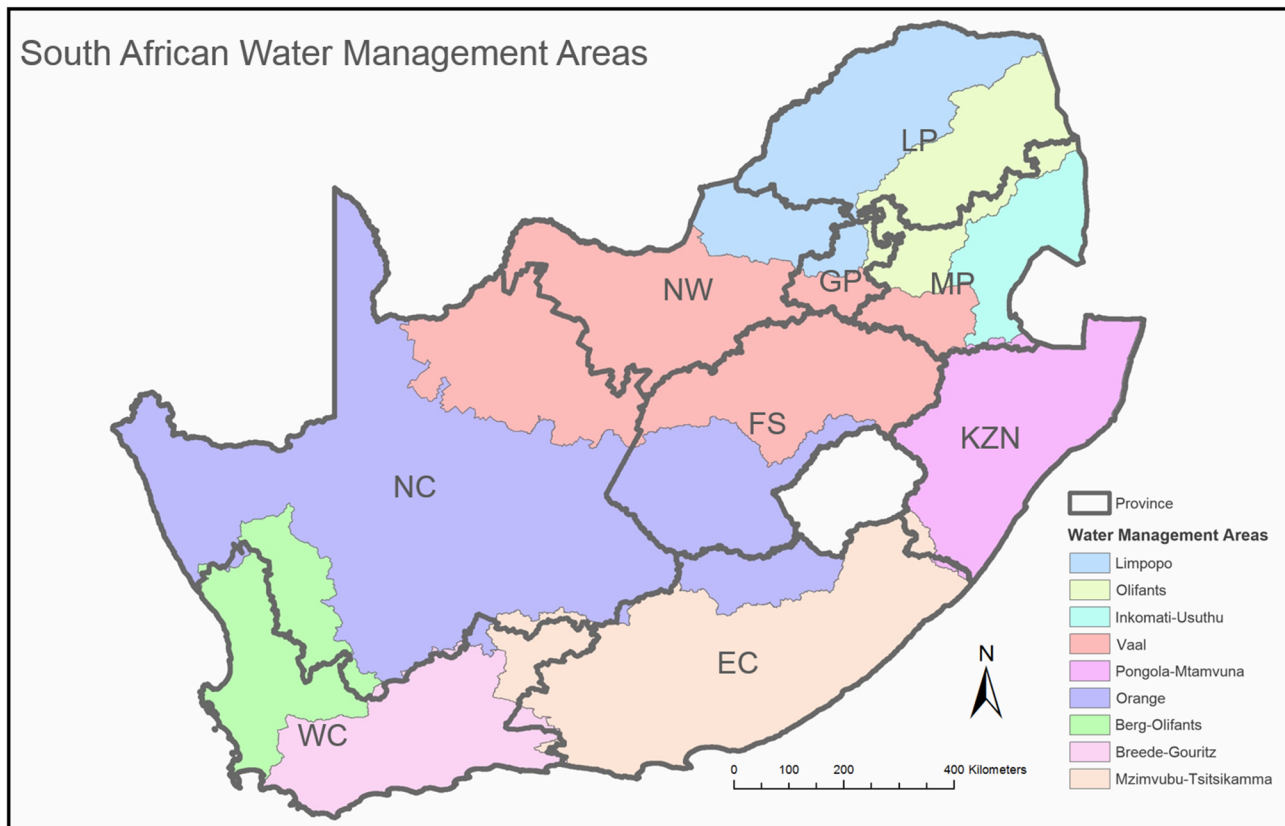 South African Water Management Areas
LP
NW
GP
MP
FS
KZN
NC
EC
WC
N
0 100 200 400 Kilometers
Province
Water Management Areas
Limpopo
Olifants
Inkomati-Usuthu
Vaal
Pongola-Mtamvuna
Orange
Berg-Olifants
Breede-Gouritz
Mzimvubu-Tsitsikamma